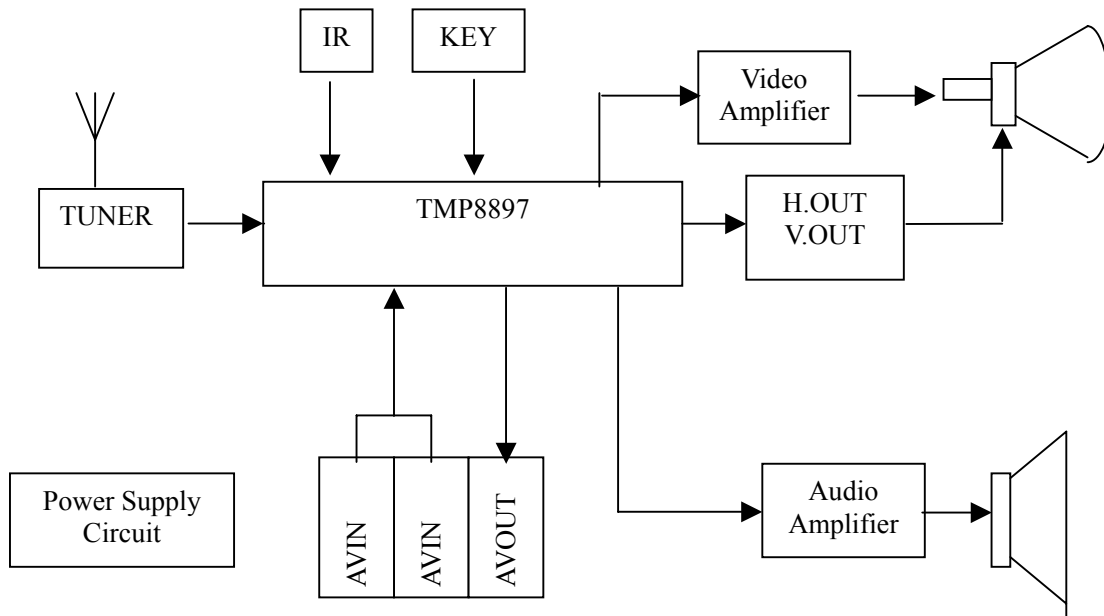 IR
KEY
Video
Amplifier
TUNER
TMP8897
H.OUT
V.OUT
Power Supply
Circuit
AVIN
AVIN
AVOUT
Audio
Amplifier